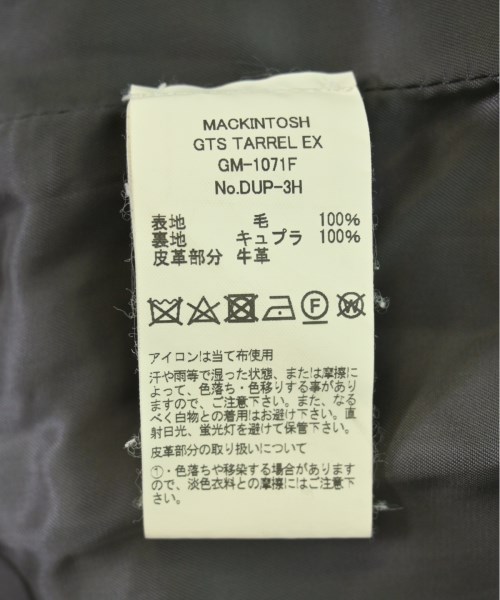 MACKINTOSH
GTS TARREL EX
GM-1071F
No.DUP-3H
表地 毛 100%
裏地 キュプラ 100%
皮革部分 牛革
アイロンは当て布使用
汗や雨等で湿った状態、または摩擦に
よって、色落ち・色移りする事があり
ますので、ご注意下さい。また、なる
べく白物との着用はお避け下さい。直
射日光、蛍光灯を避けて保管下さい。
皮革部分の取り扱いについて
①・色落ちや移染する場合があります
ので、淡色衣料との摩擦にはご注意下さい。